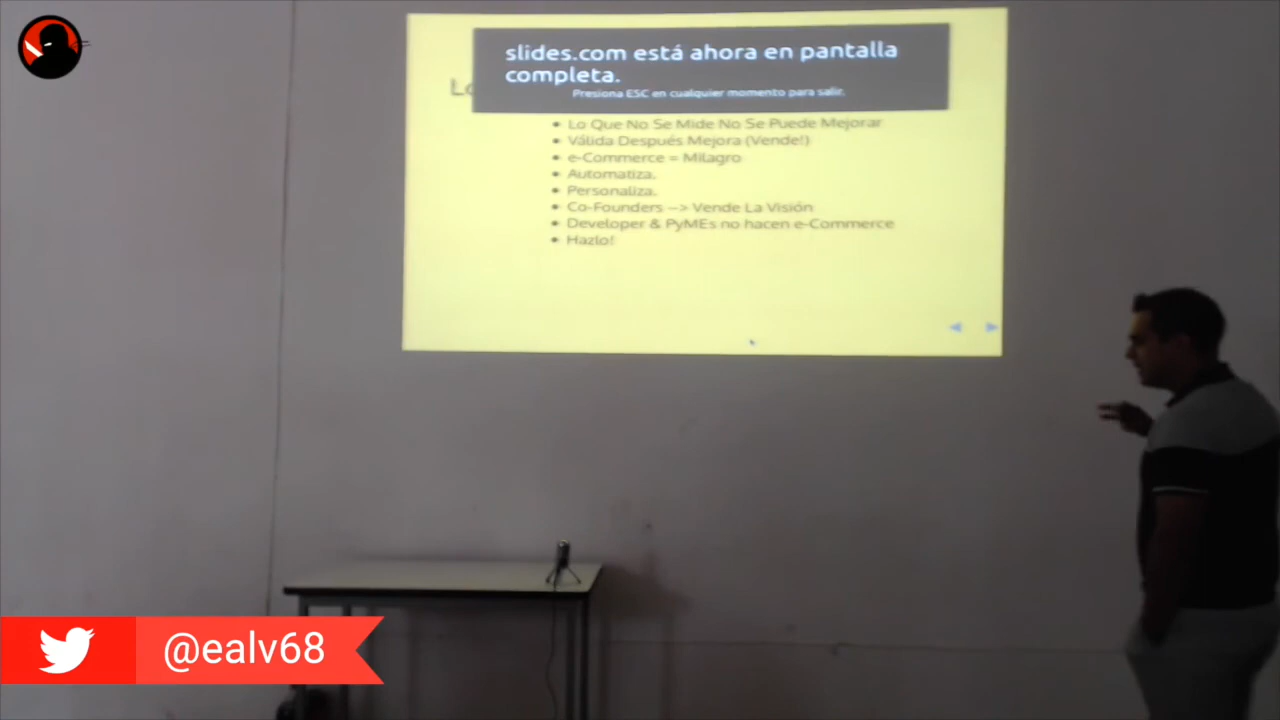 slides.com está ahora en pantalla
completa.
Presiona ESC en cualquier momento para salir.
Lo Que No Se Mide No Se Puede Mejorar
Válida Después Mejora (Vende!)
e-Commerce = Milagro
Automatiza.
Personaliza.
Co-Founders --> Vende La Visión
Developer & PyMEs no hacen e-Commerce
Hazlo!
@ealv68